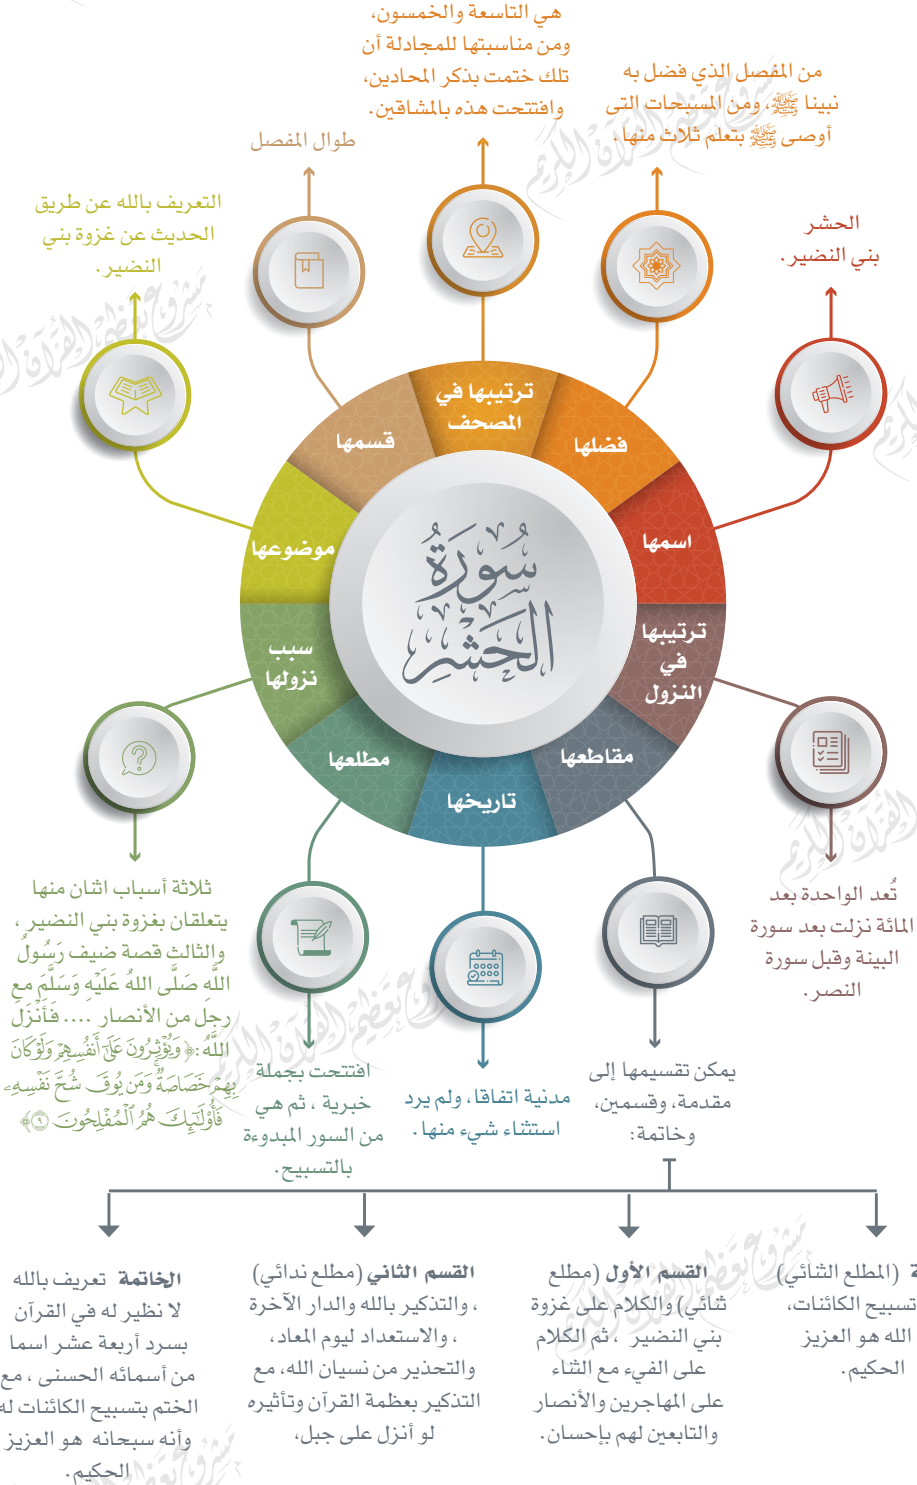 هي التاسعة والخمسون،
ومن مناسبتها للمجادلة أن
تلك ختمت بذكر المحادين،
وافتتحت هذه بالمشاقين.
من المفصل الذي فضل به
نبينا ﷺ، ومن المسبحات التى
أوصى ﷺ بتعلم ثلاث منها.
طوال المفصل
التعريف بالله عن طريق
الحديث عن غزوة بني
النضير.
الحشر
بني النضير.
ترتيبها في
المصحف
فضلها
قسمها
اسمها
موضوعها
سُورَةُ
الحَشْرِ
ترتيبها
في
النزول
سبب
نزولها
مقاطعها
مطلعها
تاريخها
تُعد الواحدة بعد
المائة نزلت بعد سورة
البينة وقبل سورة
النصر.
ثلاثة أسباب اثنان منها
يتعلقان بغزوة بني النضير ،
والثالث قصة ضيف رَسُولُ
اللَّهِ صَلَّى اللهُ عَلَيْهِ وَسَلَّمَ مع
رجل من الأنصار .... فَأَنْزَلَ
اللَّهُ: ﴿وَيُؤْثِرُونَ عَلَىٰ أَنفُسِهِمْ وَلَوْ كَانَ
بِهِمْ خَصَاصَةٌ ۚ وَمَن يُوقَ شُحَّ نَفْسِهِۦ
فَأُوْلَٰٓئِكَ هُمُ ٱلْمُفْلِحُونَ ٩﴾
افتتحت بجملة
خبرية ، ثم هي
من السور المبدوءة
بالتسبيح.
مدنية اتفاقا، ولم يرد
استثناء شيء منها.
يمكن تقسيمها إلى
مقدمة، وقسمين،
وخاتمة:
(المطلع الثنائي)
تسبيح الكائنات،
الله هو العزيز
الحكيم.
القسم الأول (مطلع
ثنائي) والكلام على غزوة
بني النضير ، ثم الكلام
على الفيء مع الثناء
على المهاجرين والأنصار
والتابعين لهم بإحسان.
القسم الثاني (مطلع ندائي)
، والتذكير بالله والدار الآخرة
، والاستعداد ليوم المعاد،
والتحذير من نسيان الله، مع
التذكير بعظمة القرآن وتأثيره
لو أنزل على جبل،
الخاتمة تعريف بالله
لا نظير له في القرآن
بسرد أربعة عشر اسما
من أسمائه الحسنى ، مع
الختم بتسبيح الكائنات له
وأنه سبحانه هو العزيز
الحكيم.